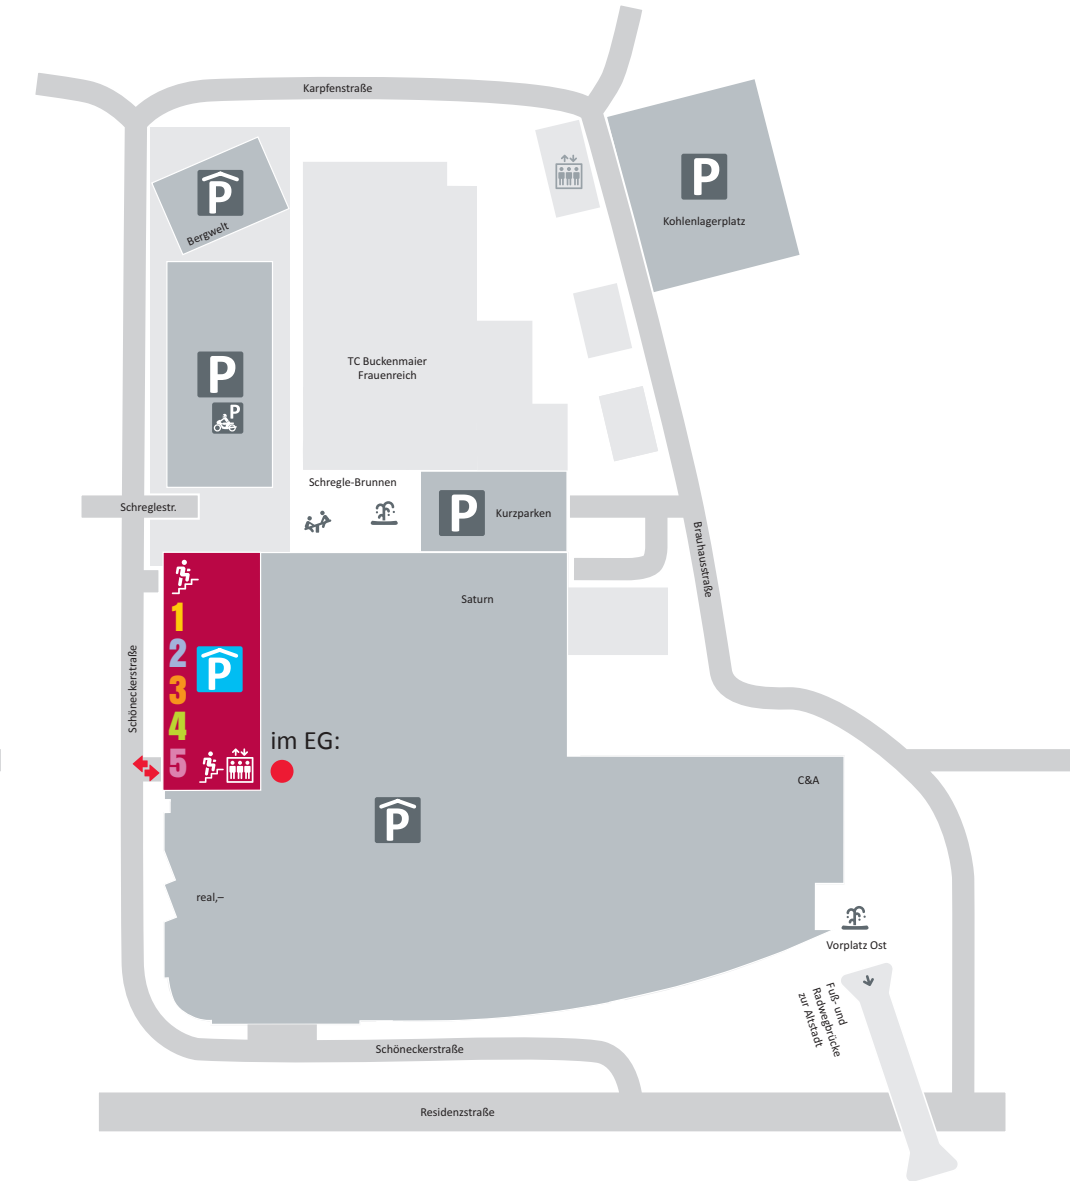 Karpfenstraße
P
Bergwelt
P
Kohlenlagerplatz
TC Buckenmaier
Frauenreich
P
P
Schregle-Brunnen
P
Kurzparken
Schreglestr.
Brauhausstraße
Saturn
1
2
3
4
5
P
Schöneckerstraße
im EG:
C&A
P
real,–
Vorplatz Ost
Fuß- und
Radwegbrücke
zur Altstadt
Schöneckerstraße
Residenzstraße